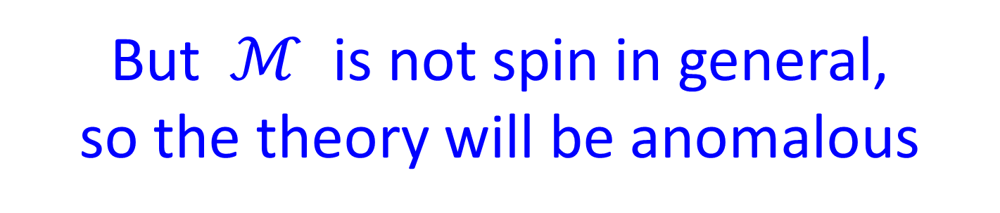 But ℳ is not spin in general,
so the theory will be anomalous